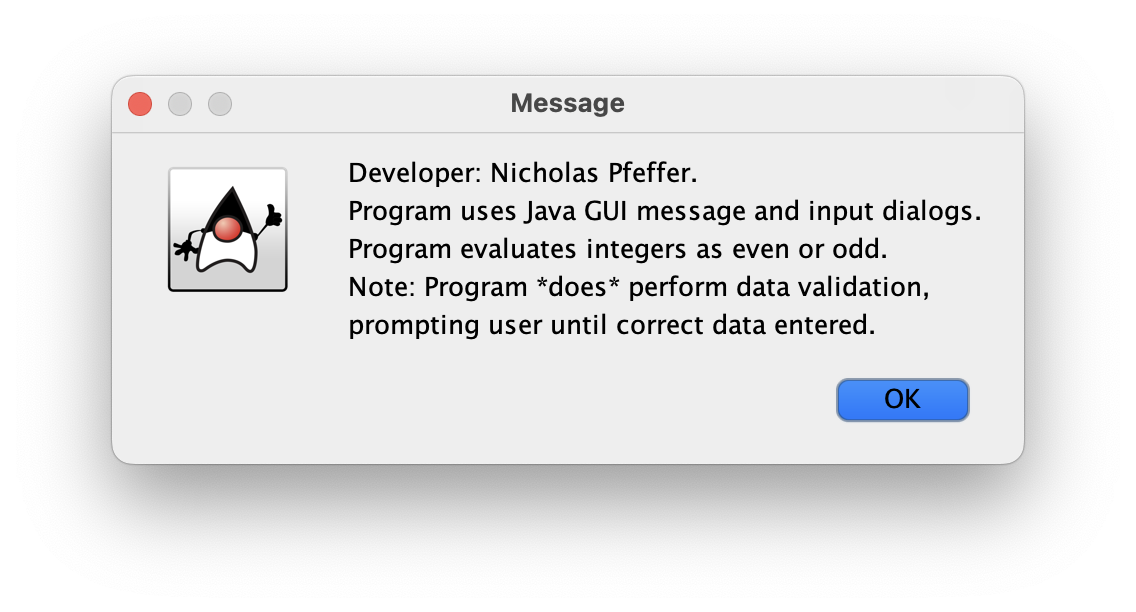 Message
Developer: Nicholas Pfeffer.
Program uses Java GUI message and input dialogs.
Program evaluates integers as even or odd.
Note: Program *does* perform data validation,
prompting user until correct data entered.
OK